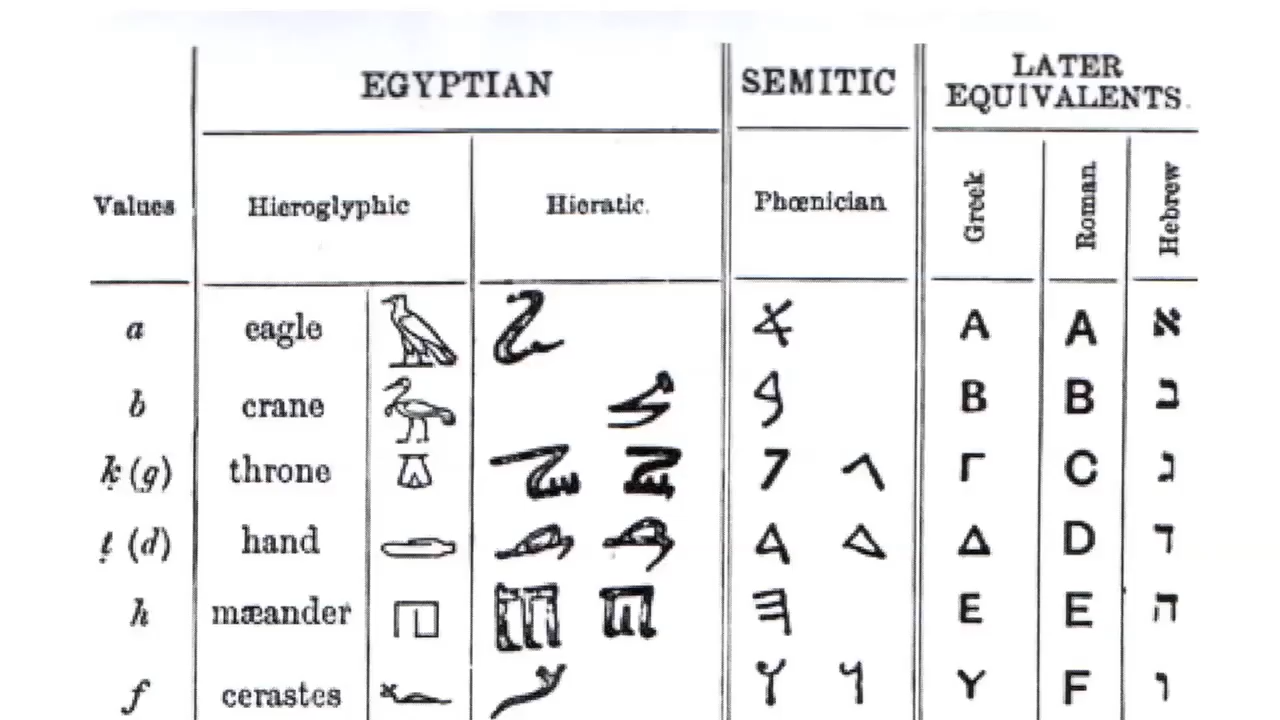 EGYPTIAN SEMITIC LATER EQUIVALENTS.
Values Hieroglyphic Hieratic. Phœnician Greek Roman. Hebrew
a eagle 𐤀 Α A א
b crane 𐤁 Β B ב
ḳ (g) throne 𐤂 Γ C ג
ṭ (d) hand 𐤃 Δ D ד
h mæander 𐤄 Ε E ה
f cerastes 𐤅 Υ F ו